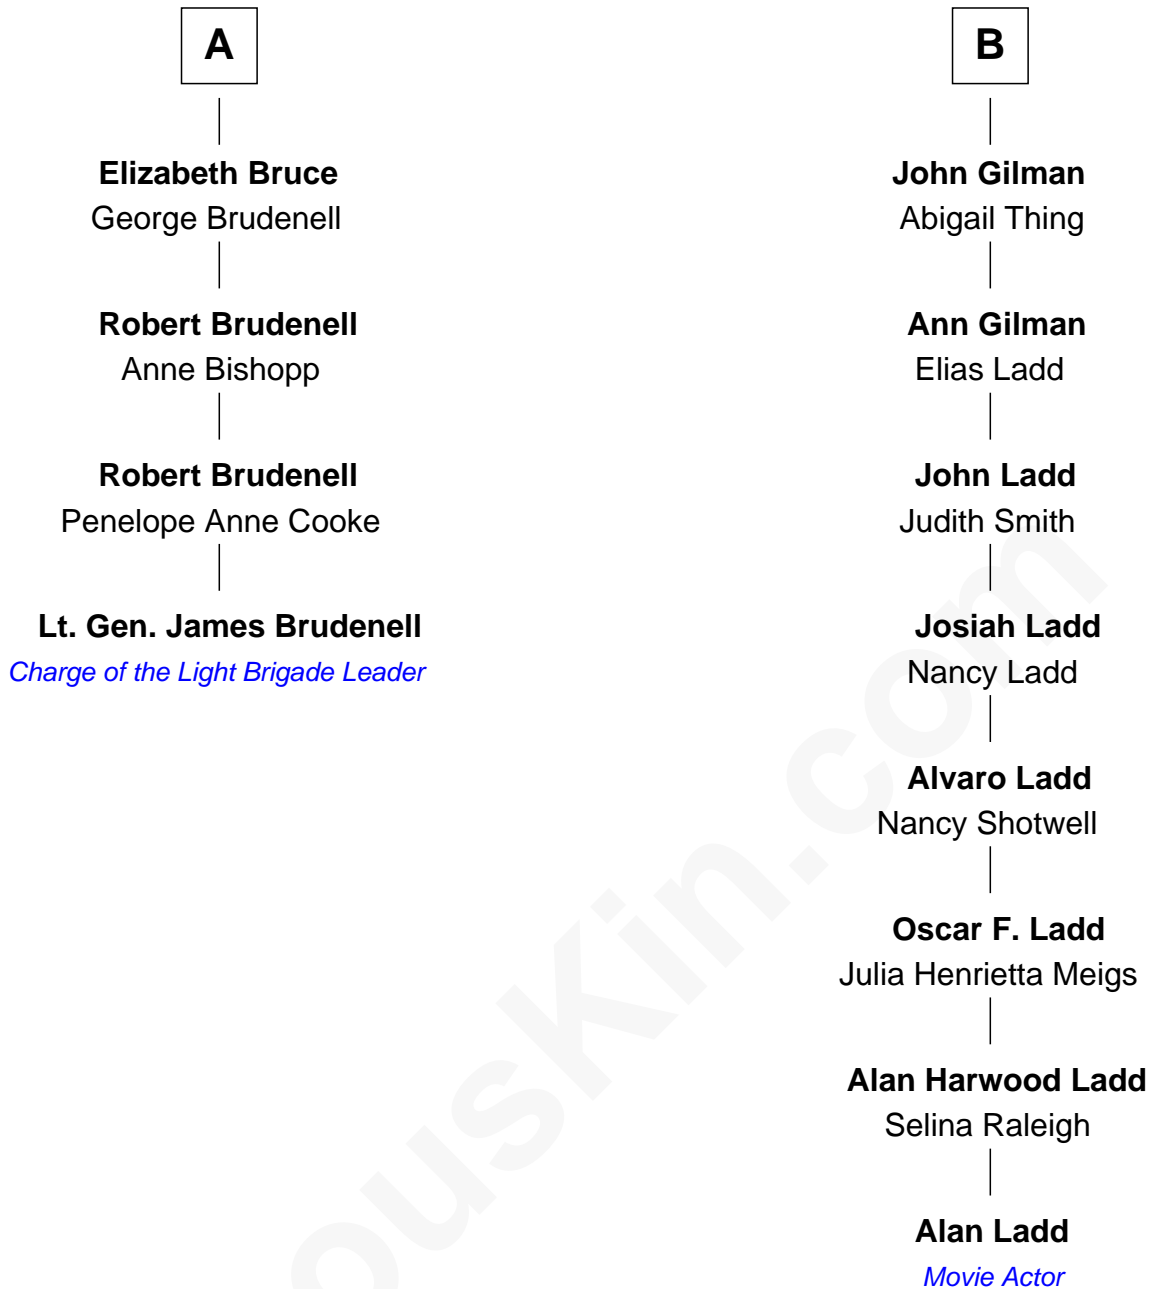 A
Elizabeth Bruce
George Brudenell
Robert Brudenell
Anne Bishopp
Robert Brudenell
Penelope Anne Cooke
Lt. Gen. James Brudenell
Charge of the Light Brigade Leader
B
John Gilman
Abigail Thing
Ann Gilman
Elias Ladd
John Ladd
Judith Smith
Josiah Ladd
Nancy Ladd
Alvaro Ladd
Nancy Shotwell
Oscar F. Ladd
Julia Henrietta Meigs
Alan Harwood Ladd
Selina Raleigh
Alan Ladd
Movie Actor
ousKin.com